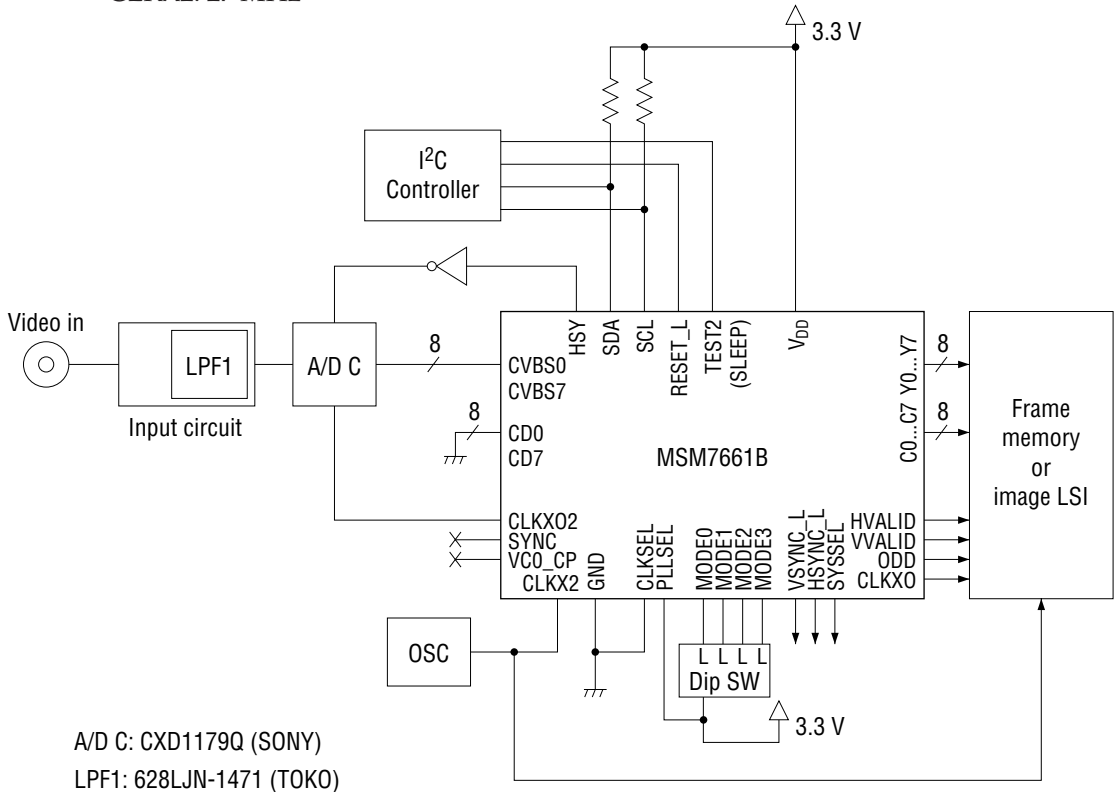 3.3 V
I²C
Controller
Video in
LPF1
Input circuit
A/D C
8
8
HSY
SDA
SCL
RESET_L
TEST2
(SLEEP)
VDD
CVBS0
CVBS7
CD0
CD7
CLKXO2
SYNC
VC0_CP
CLKX2
GND
CLKSEL
PLLSEL
MODE0
MODE1
MODE2
MODE3
VSYNC_L
HSYNC_L
SYSSEL
MSM7661B
Y0...Y7
8
C0...C7
8
HVALID
VVALID
ODD
CLKXO
Frame
memory
or
image LSI
OSC
L L L L
Dip SW
3.3 V
A/D C: CXD1179Q (SONY)
LPF1: 628LJN-1471 (TOKO)